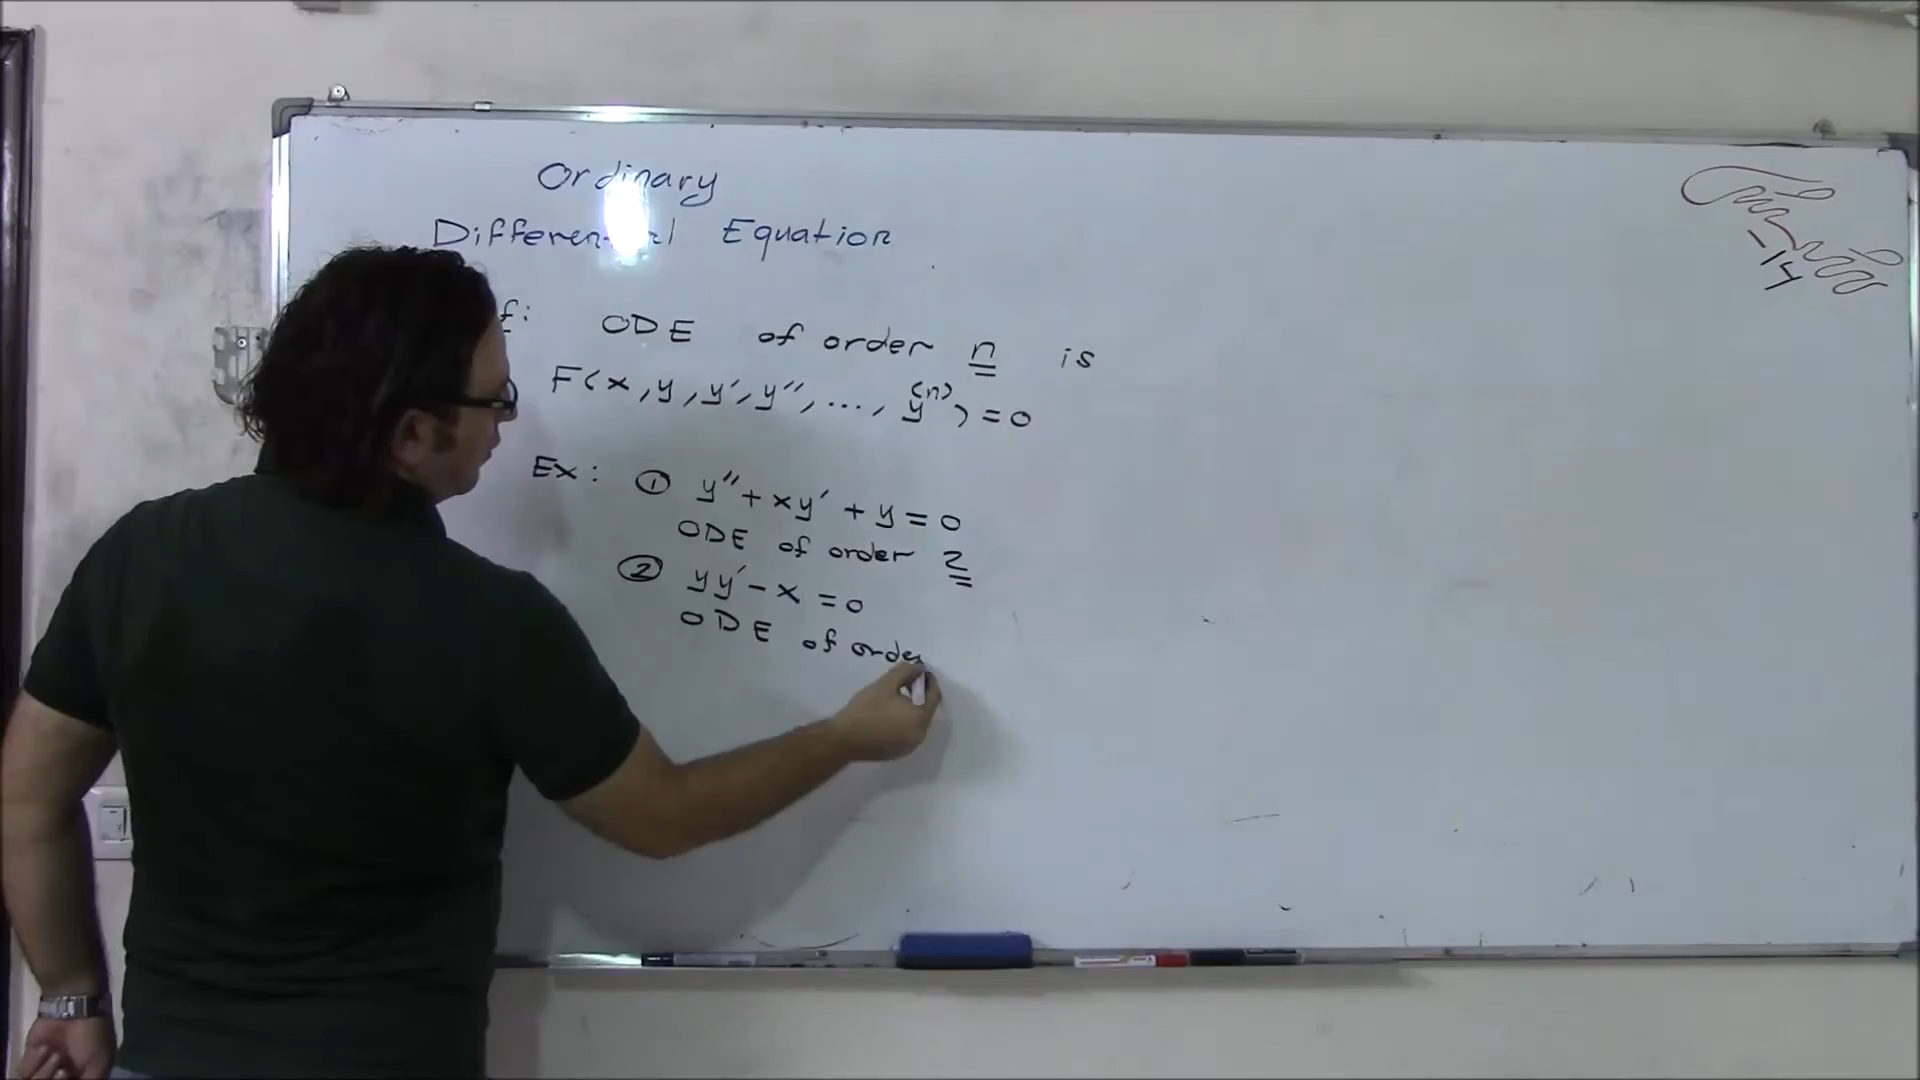 Ordinary
Differential Equation
f: ODE of order n is
F(x, y, y′, y″, ..., y⁽ⁿ⁾) = 0
Ex: ① y″ + xy′ + y = 0
ODE of order 2
② yy′ - x = 0
ODE of order